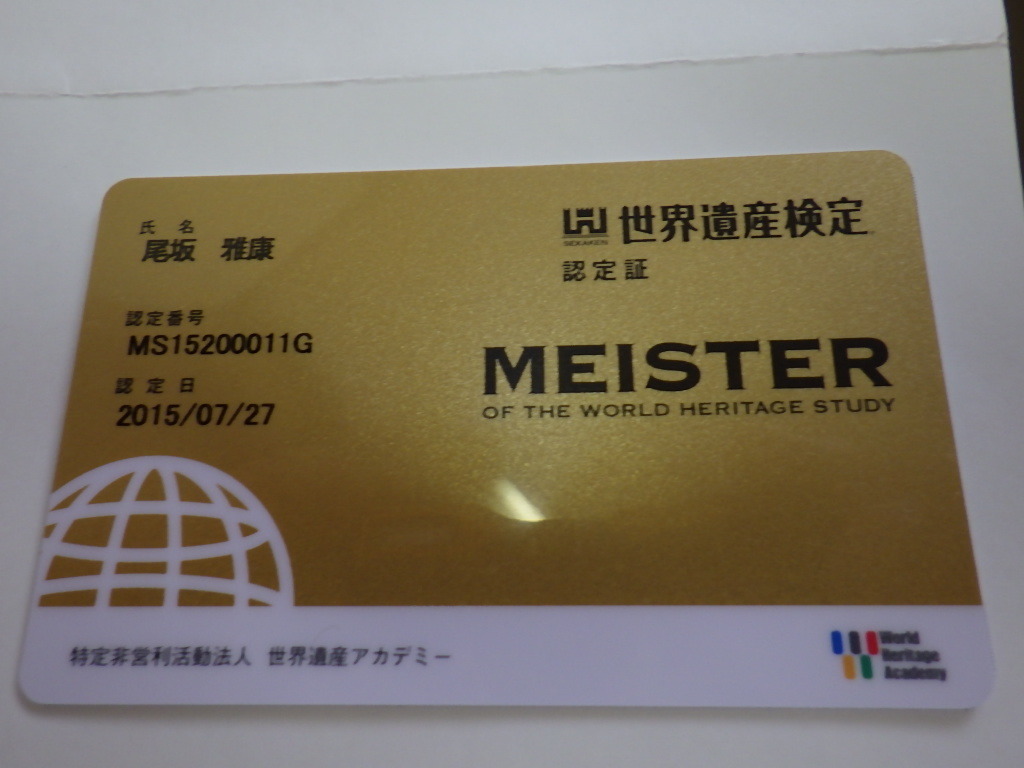 氏名
尾坂 雅康
認定番号
MS15200011G
認定日
2015/07/27
SEKAKEN
世界遺産検定
認定証
MEISTER
OF THE WORLD HERITAGE STUDY
特定非営利活動法人 世界遺産アカデミー
World
Heritage
Academy